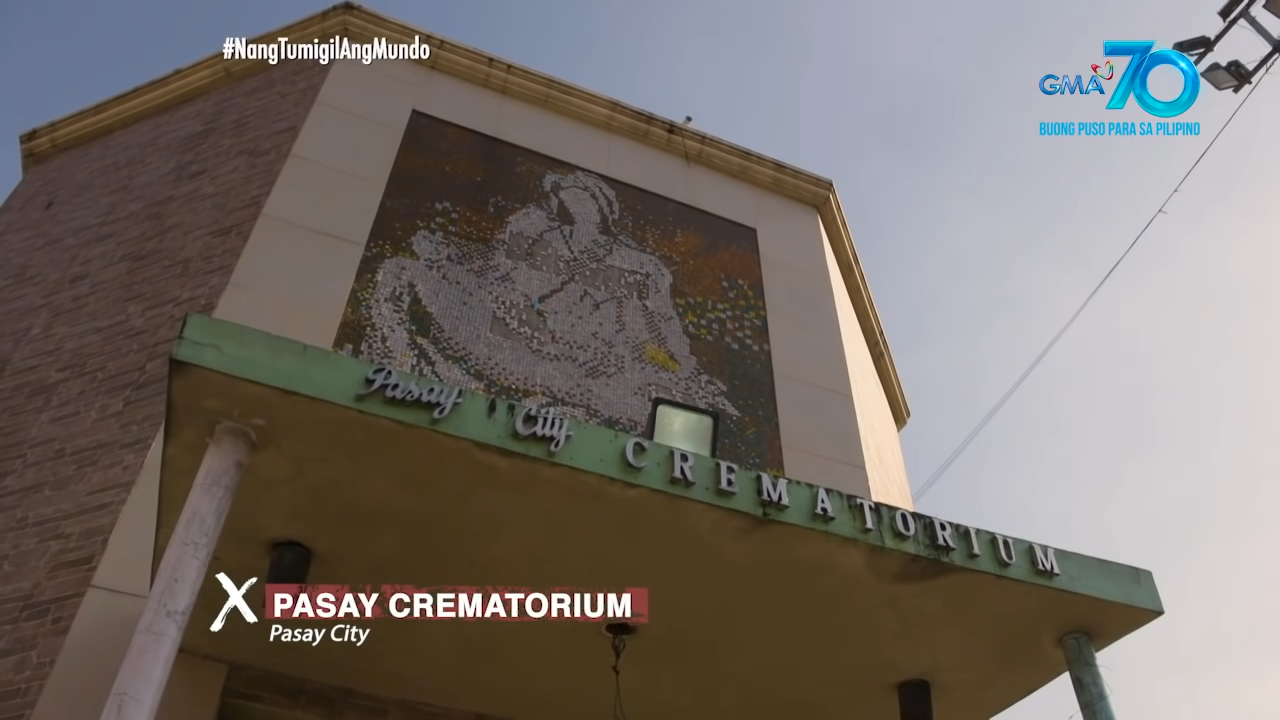 #NangTumigilAngMundo
GMA 70
BUONG PUSO PARA SA PILIPINO
Pasay City CREMATORIUM
X PASAY CREMATORIUM
Pasay City